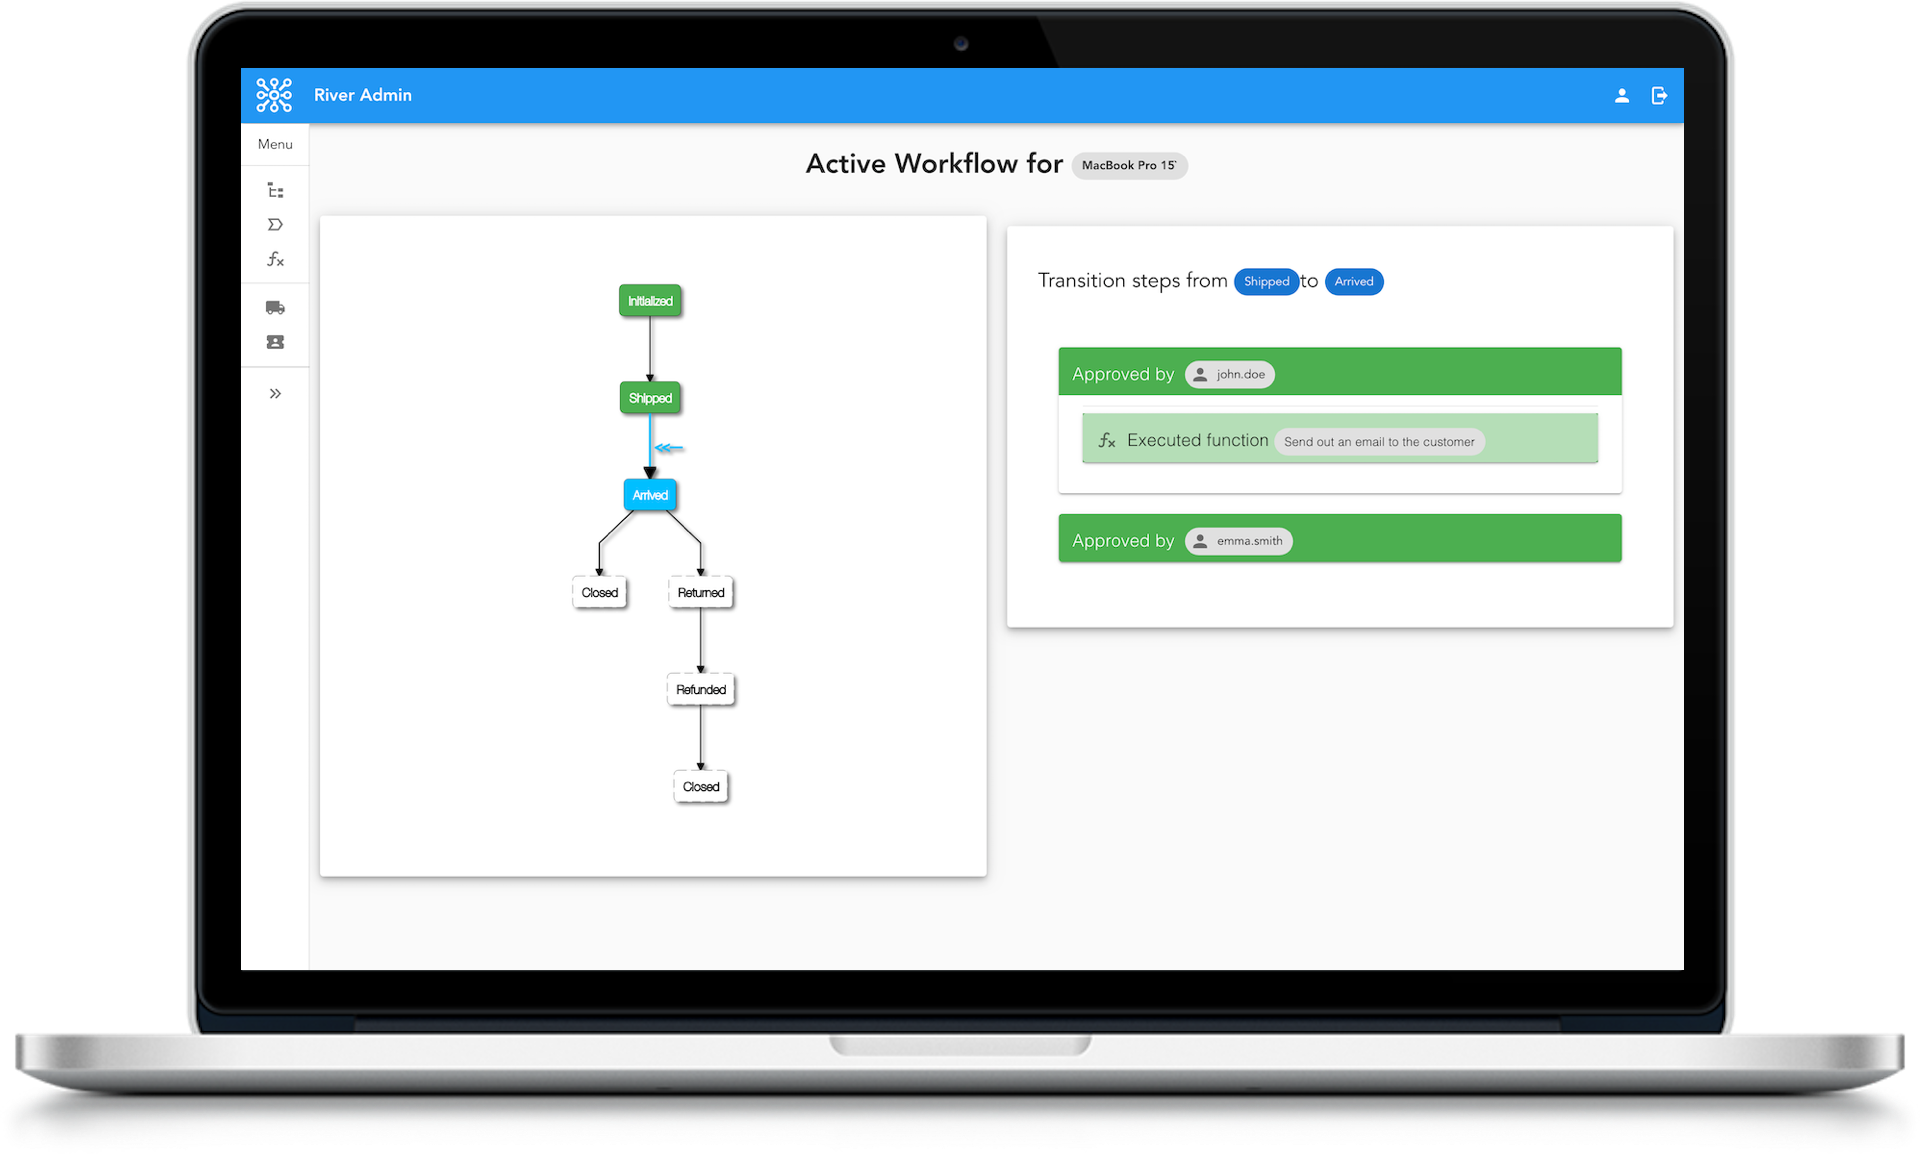 River Admin
Menu
Active Workflow for MacBook Pro 15`
Initialized
Shipped
Arrived
Closed
Returned
Refunded
Closed
Transition steps from Shipped to Arrived
Approved by john.doe
fx Executed function Send out an email to the customer
Approved by emma.smith